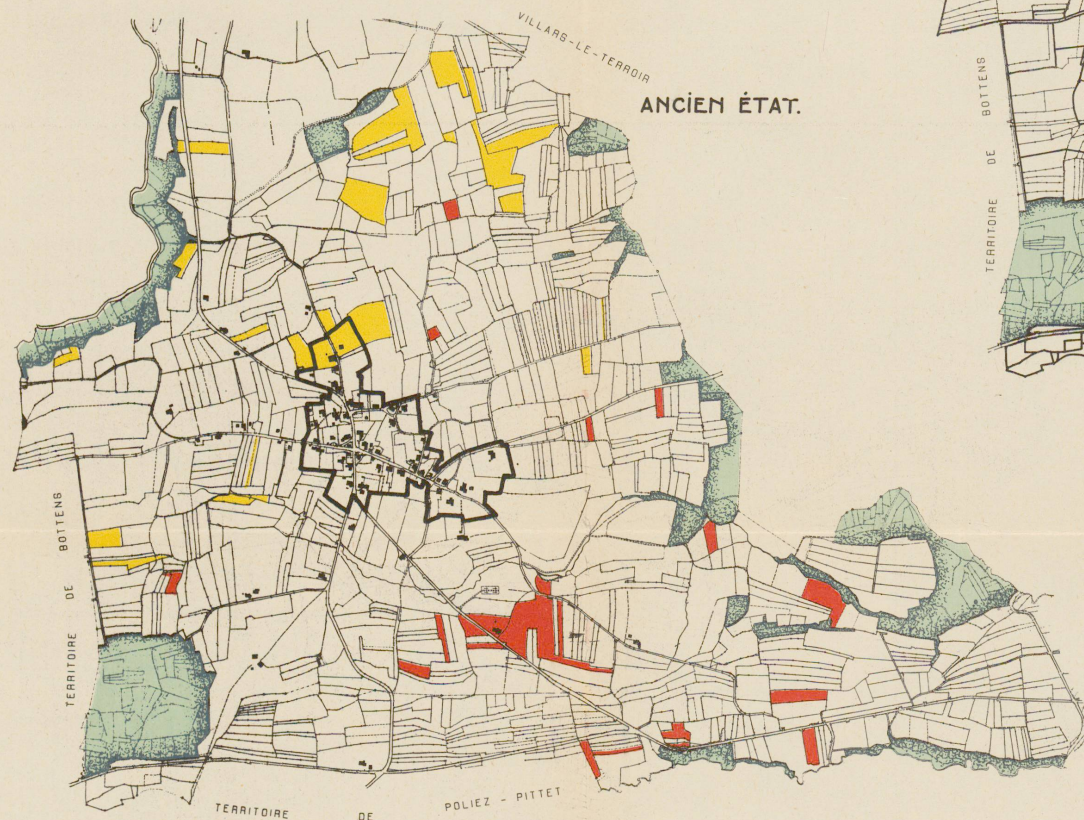 VILLARS-LE-TERROIR
ANCIEN ÉTAT.
TERRITOIRE DE BOTTENS
TERRITOIRE DE BOTTENS
TERRITOIRE DE POLIEZ - PITTET